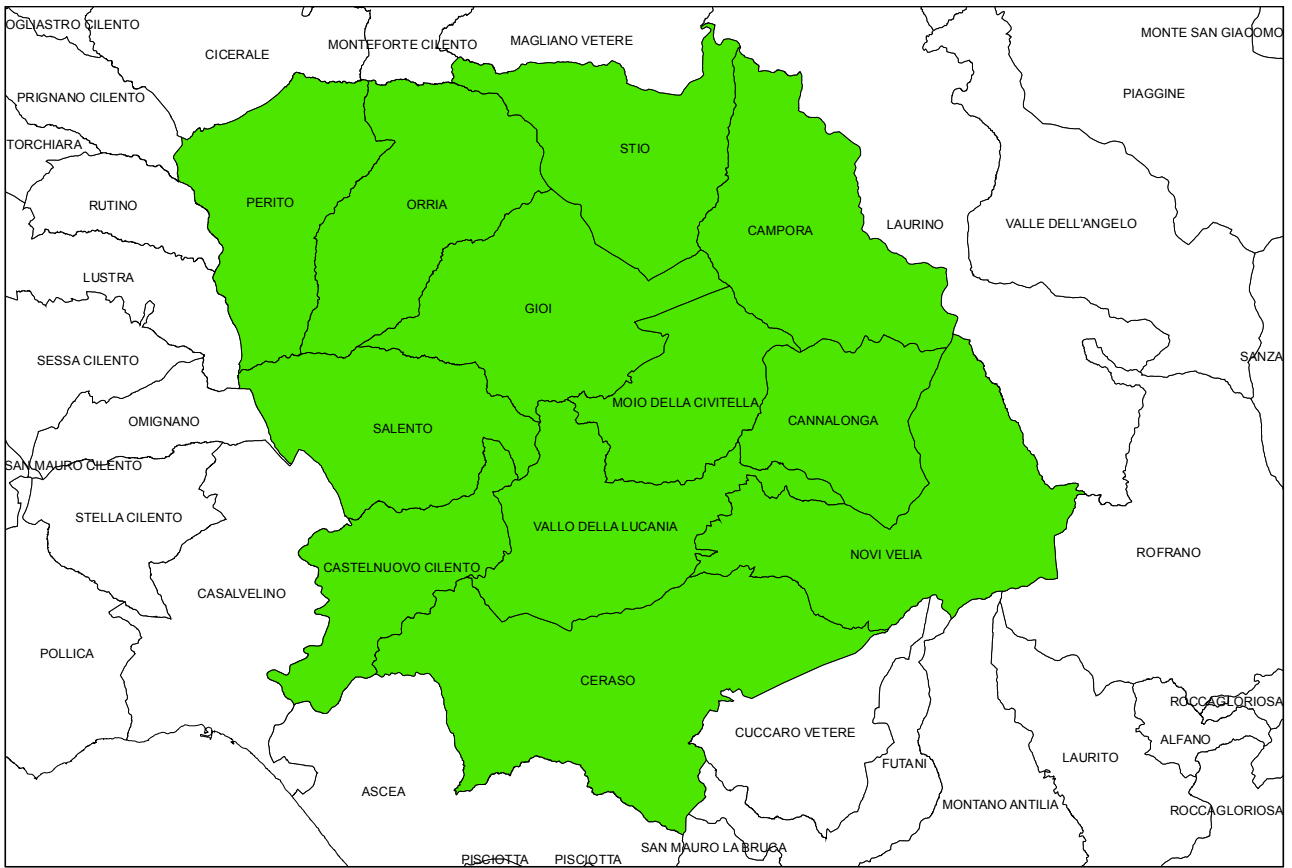 OGLIASTRO CILENTO
CICERALE
MONTEFORTE CILENTO
MAGLIANO VETERE
MONTE SAN GIACOMO
PRIGNANO CILENTO
PIAGGINE
TORCHIARA
STIO
RUTINO
PERITO
ORRIA
CAMPORA
LAURINO
VALLE DELL'ANGELO
LUSTRA
GIOI
SESSA CILENTO
SANZA
OMIGNANO
MOIO DELLA CIVITELLA
CANNALONGA
SALENTO
SAN MAURO CILENTO
STELLA CILENTO
VALLO DELLA LUCANIA
NOVI VELIA
ROFRANO
CASTELNUOVO CILENTO
CASALVELINO
POLLICA
CERASO
ROCCAGLORIOSA
CUCCARO VETERE
ALFANO
FUTANI
LAURITO
ASCEA
MONTANO ANTILIA
ROCCAGLORIOSA
SAN MAURO LA BRUCA
PISCIOTTA
PISCIOTTA